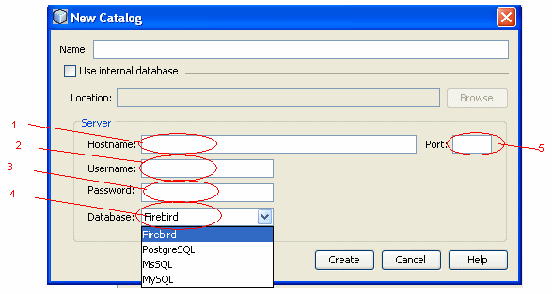 New Catalog
Name
Use internal database
Location:
Browse
Server
1
Hostname:
Port:
5
2
Username:
3
Password:
4
Database:
Firebird
Firebird
PostgreSQL
MsSQL
MySQL
Create
Cancel
Help